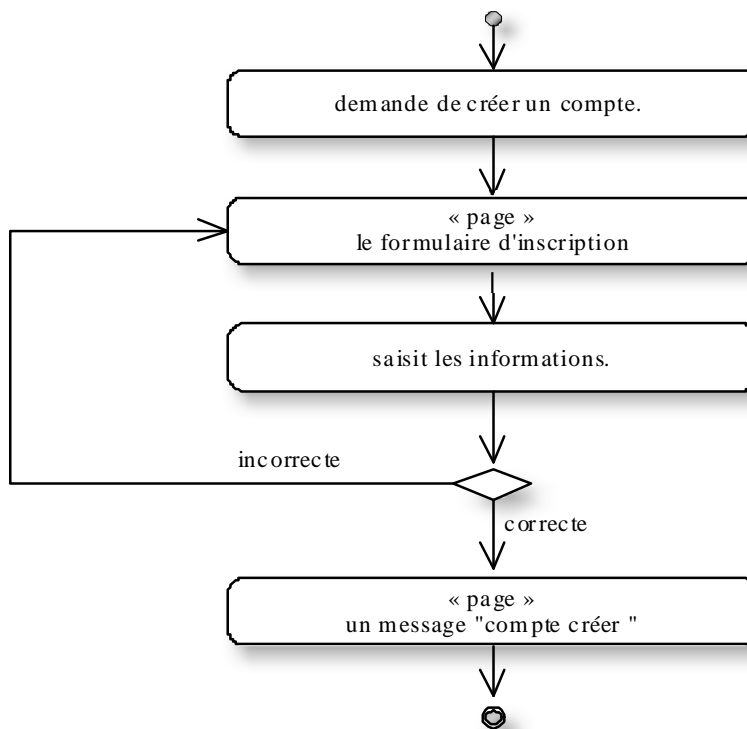 demande de créer un compte.
« page »
le formulaire d'inscription
saisit les informations.
incorrecte
correcte
« page »
un message "compte créer "